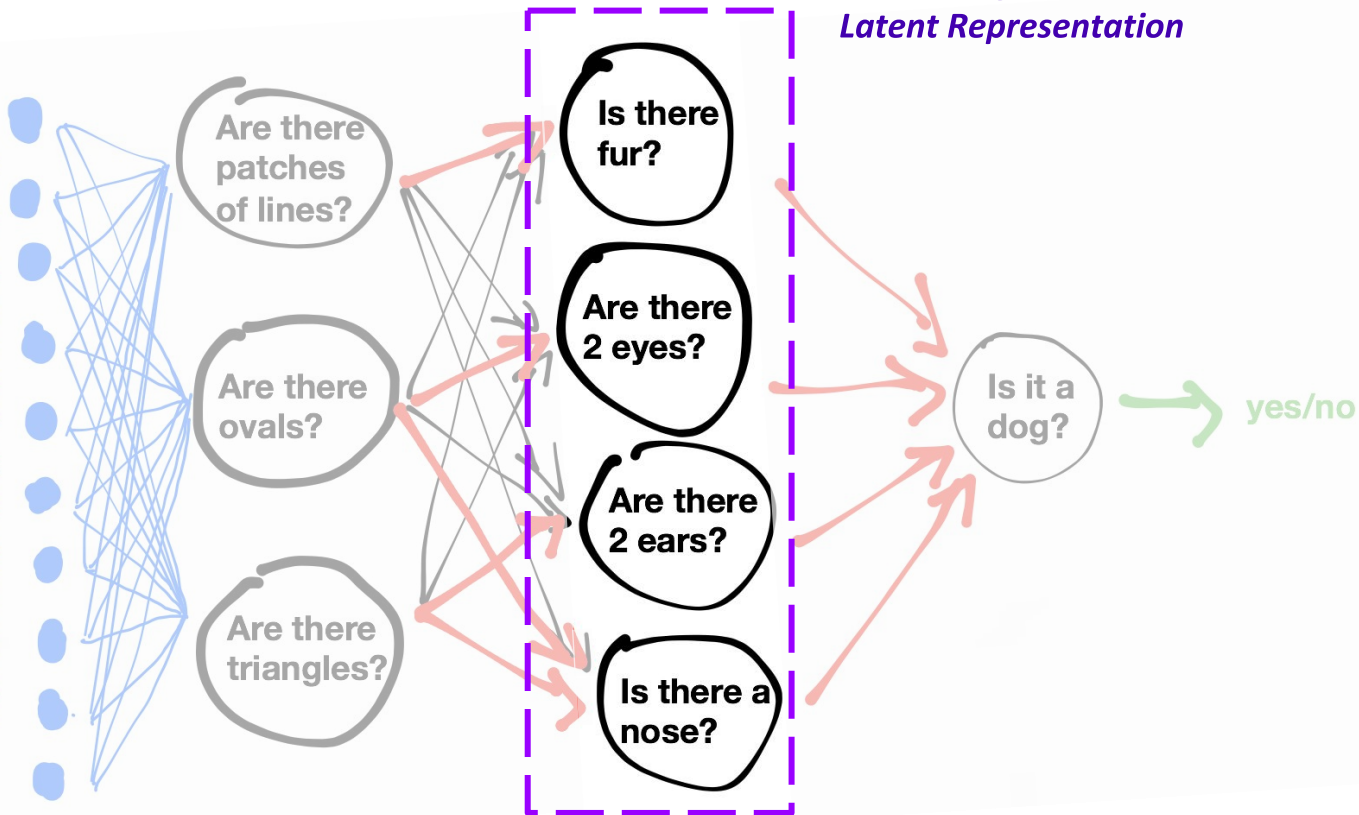 Latent Representation
Are there
patches
of lines?
Are there
ovals?
Are there
triangles?
Is there
fur?
Are there
2 eyes?
Are there
2 ears?
Is there a
nose?
Is it a
dog?
yes/no